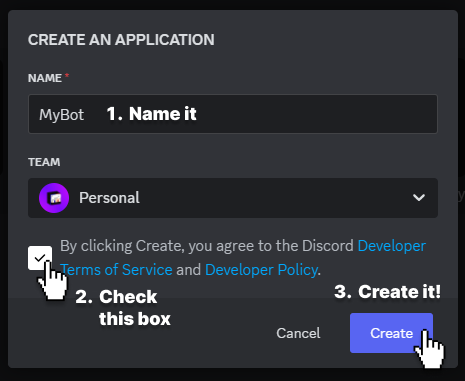 CREATE AN APPLICATION
NAME *
MyBot 1. Name it
TEAM
Personal
By clicking Create, you agree to the Discord Developer
Terms of Service and Developer Policy.
2. Check
this box
3. Create it!
Cancel Create